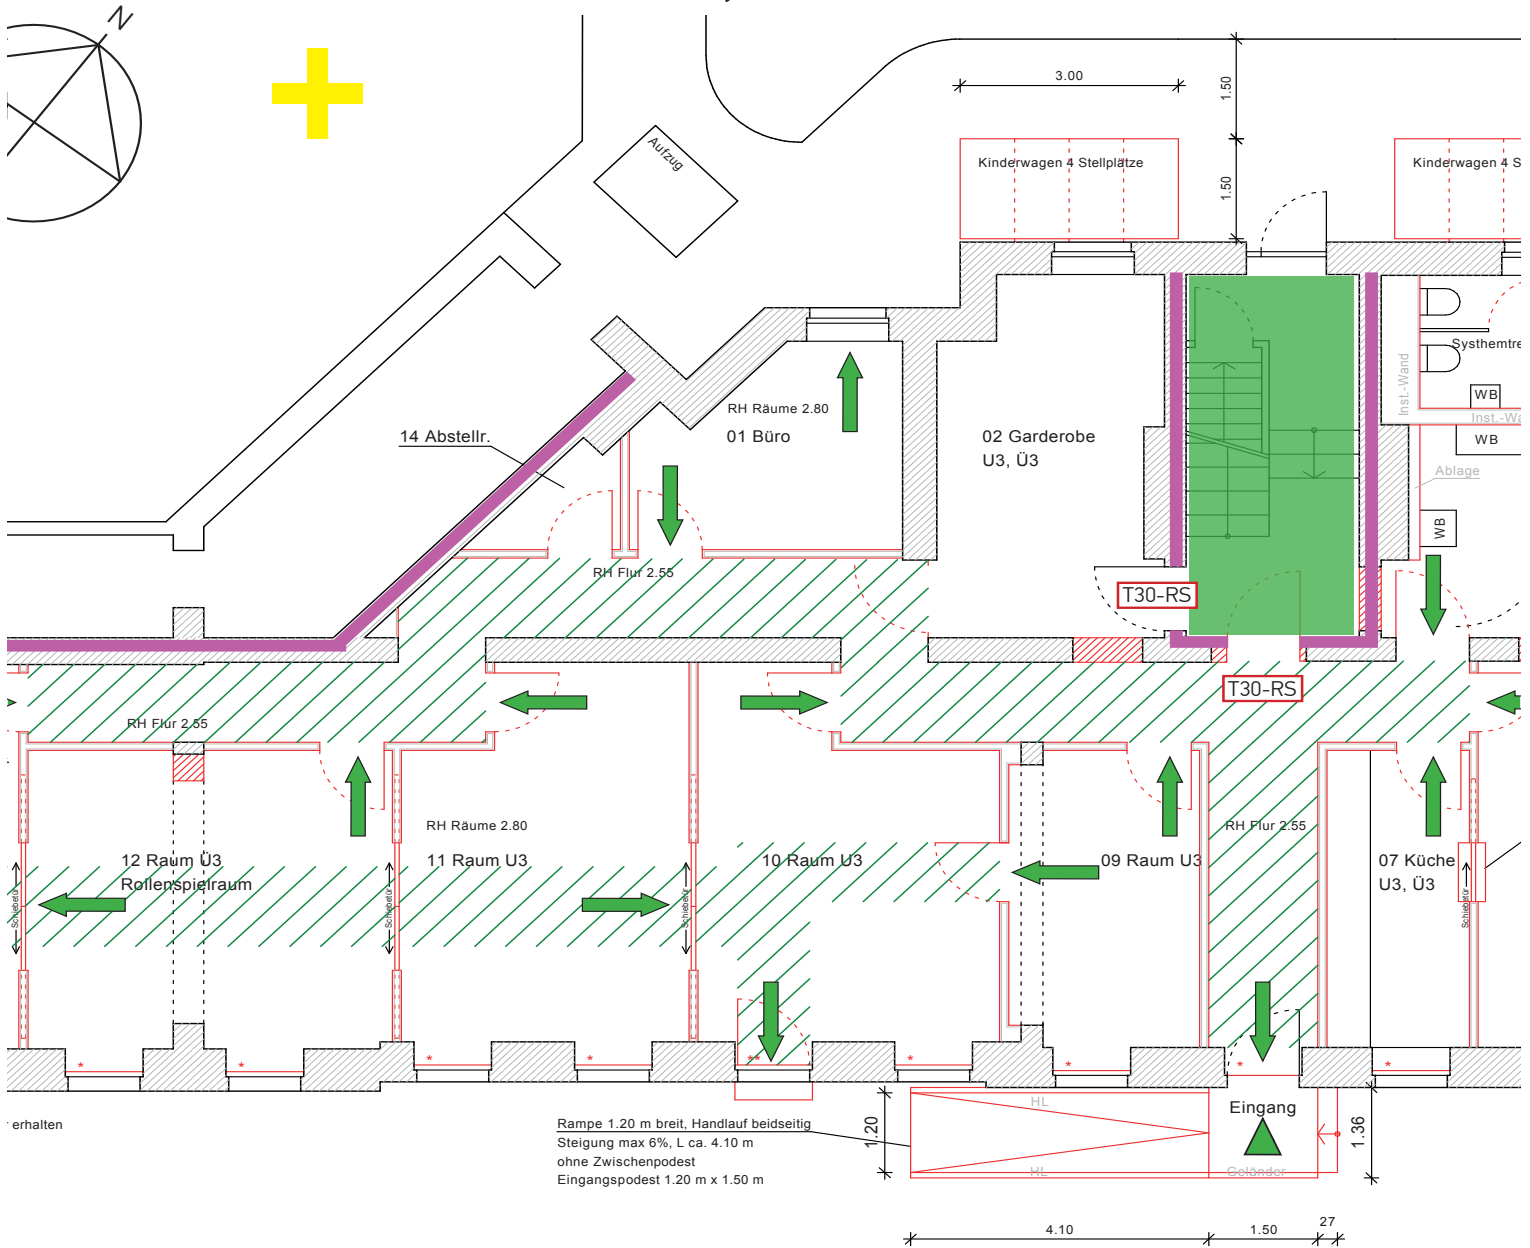 N
3.00
1.50
Aufzug
Kinderwagen 4 Stellplätze
1.50
Kinderwagen 4 S
Systhemtre
Inst.-Wand
WB
Inst.-Wa
WB
RH Räume 2.80
01 Büro
14 Abstellr.
02 Garderobe
U3, Ü3
Ablage
WB
RH Flur 2.55
T30-RS
T30-RS
RH Flur 2.55
RH Räume 2.80
RH Flur 2.55
12 Raum U3
Rollenspielraum
11 Raum U3
10 Raum U3
09 Raum U3
07 Küche
U3, Ü3
Schiebetür
Schiebetür
Schiebetür
Schiebetür
* * * * ** * * * *
erhalten
Rampe 1.20 m breit, Handlauf beidseitig
Steigung max 6%, L ca. 4.10 m
ohne Zwischenpodest
Eingangspodest 1.20 m x 1.50 m
1.20
HL
HL
Eingang
Geländer
1.36
4.10
1.50
27